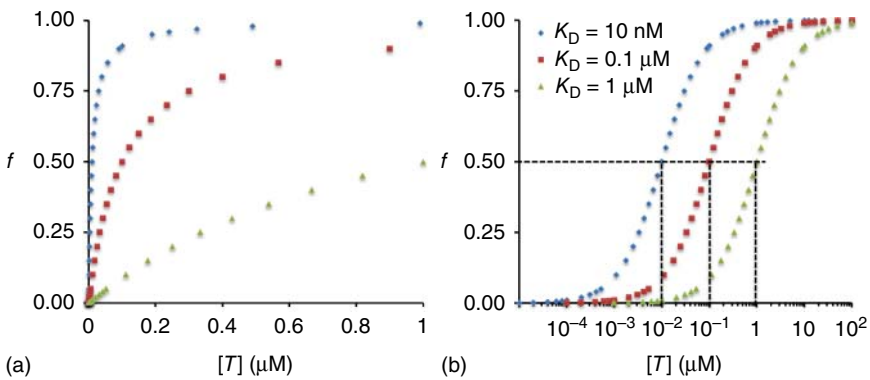 1.00
0.75
f
0.50
0.25
0.00
0
0.2
0.4
0.6
0.8
1
(a)
[T] (μM)
K_D = 10 nM
K_D = 0.1 μM
K_D = 1 μM
1.00
0.75
f
0.50
0.25
0.00
10⁻⁴
10⁻³
10⁻²
10⁻¹
1
10
10²
(b)
[T] (μM)